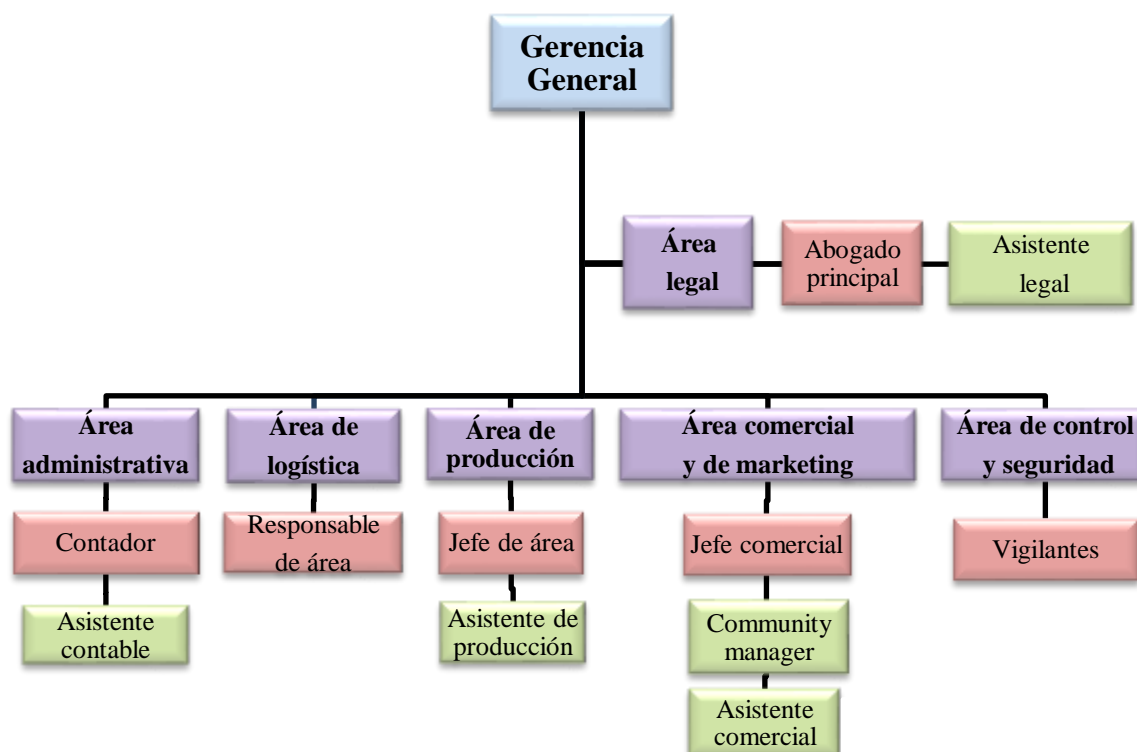 Gerencia
General
Área
legal
Abogado
principal
Asistente
legal
Área
administrativa
Área de
logística
Área de
producción
Área comercial
y de marketing
Área de control
y seguridad
Contador
Responsable
de área
Jefe de área
Jefe comercial
Vigilantes
Asistente
contable
Asistente de
producción
Community
manager
Asistente
comercial